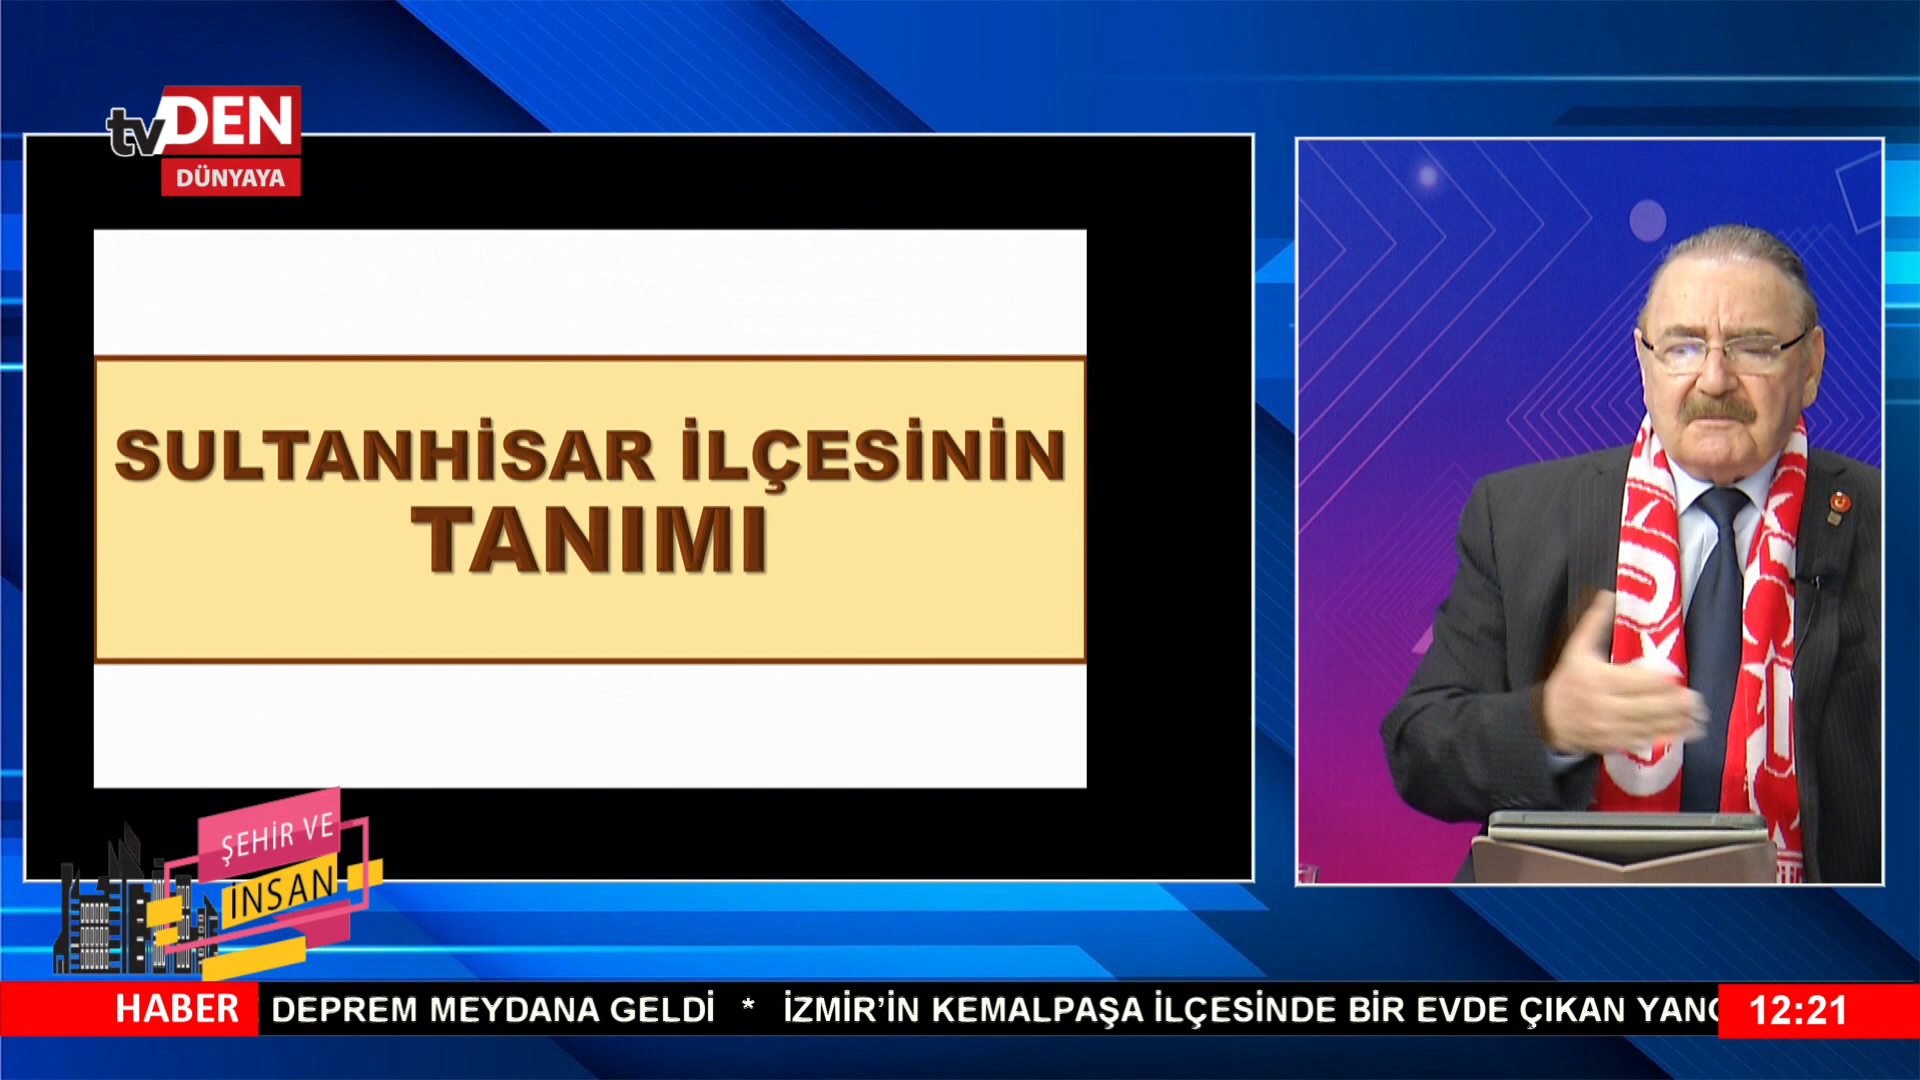 tvDEN
DÜNYAYA
SULTANHİSAR İLÇESİNİN
TANIMI
ŞEHİR VE
İNSAN
HABER
DEPREM MEYDANA GELDİ * İZMİR'İN KEMALPAŞA İLÇESİNDE BİR EVDE ÇIKAN
12:21